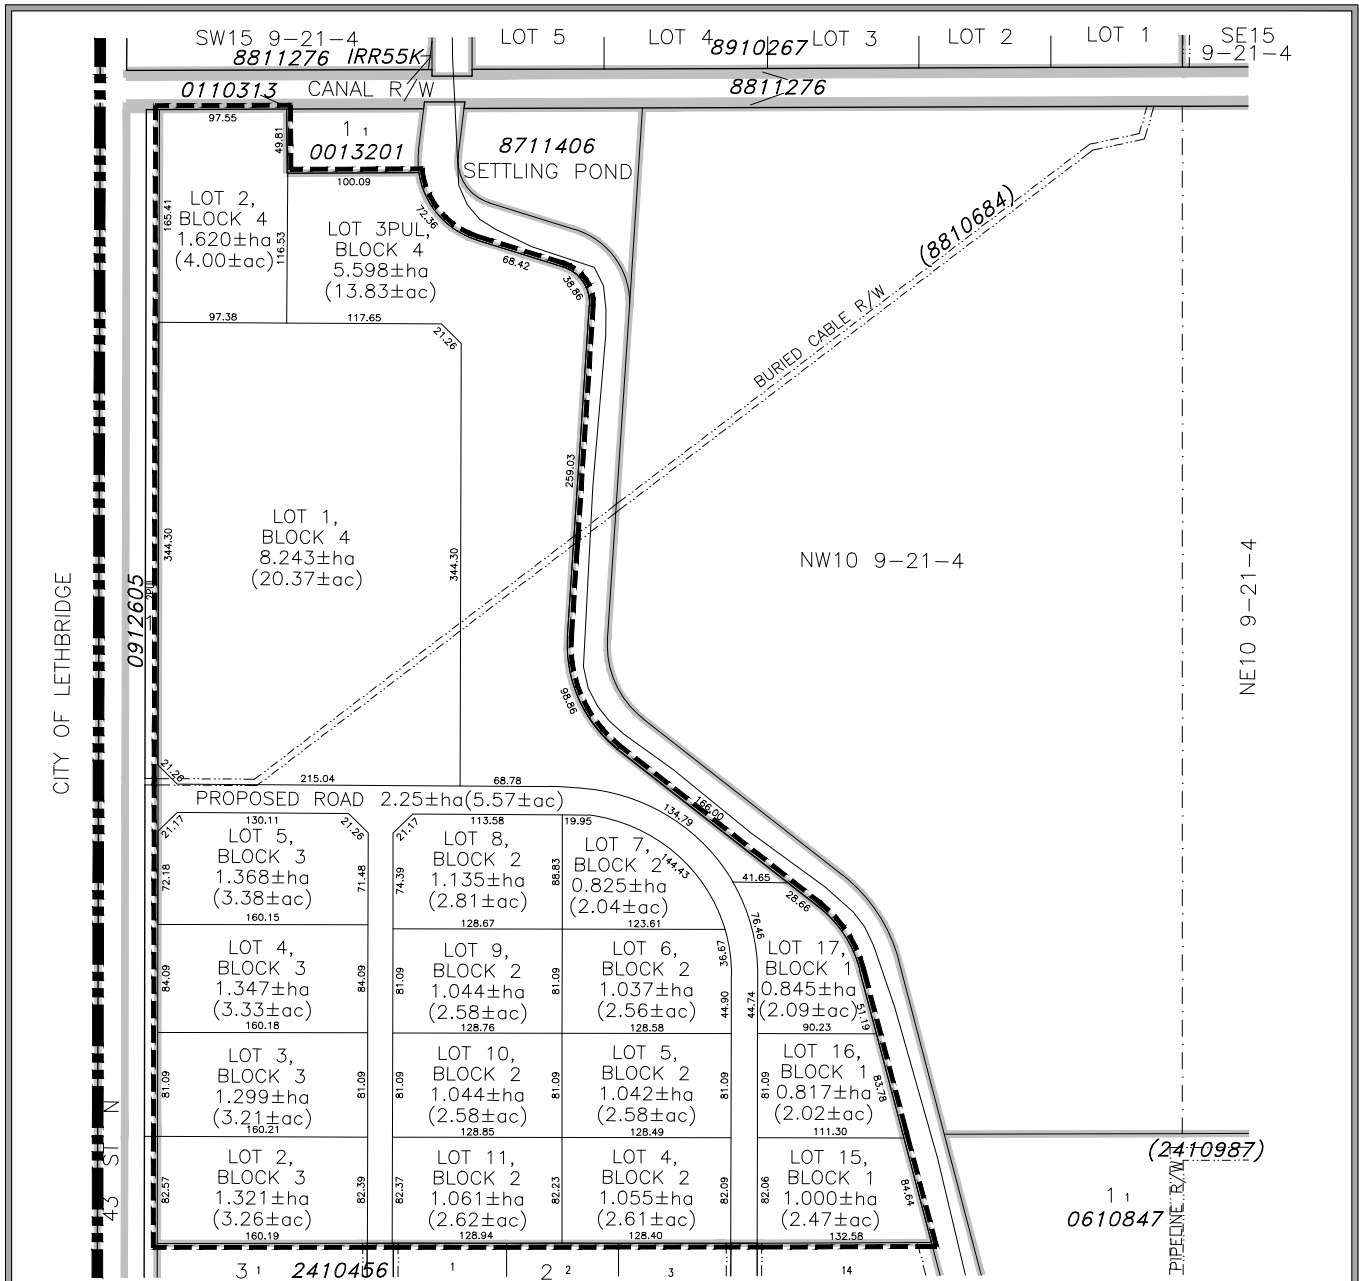 SW15 9-21-4
8811276
IRR55K
LOT 5
LOT 4
8910267
LOT 3
LOT 2
LOT 1
SE15
9-21-4
0110313
CANAL R/W
8811276
97.55
49.81
1 1
0013201
100.09
8711406
SETTLING POND
165.41
LOT 2,
BLOCK 4
1.620±ha
(4.00±ac)
116.53
72.36
LOT 3PUL,
BLOCK 4
5.598±ha
(13.83±ac)
68.42
38.86
(8810684)
BURIED CABLE R/W
97.38
117.65
21.26
259.03
344.30
LOT 1,
BLOCK 4
8.243±ha
(20.37±ac)
344.30
NW10 9-21-4
NE10 9-21-4
CITY OF LETHBRIDGE
0912605
98.86
21.26
215.04
68.78
PROPOSED ROAD 2.25±ha(5.57±ac)
166.00
134.79
21.17
130.11
21.26
LOT 5,
BLOCK 3
1.368±ha
(3.38±ac)
72.18
71.48
160.15
21.17
113.58
LOT 8,
BLOCK 2
1.135±ha
(2.81±ac)
74.39
88.83
128.67
19.95
LOT 7,
BLOCK 2
0.825±ha
(2.04±ac)
144.43
123.61
41.65
28.66
76.46
LOT 4,
BLOCK 3
1.347±ha
(3.33±ac)
84.09
84.09
160.18
LOT 9,
BLOCK 2
1.044±ha
(2.58±ac)
81.09
81.09
128.76
LOT 6,
BLOCK 2
1.037±ha
(2.56±ac)
36.67
44.90
128.58
LOT 17,
BLOCK 1
0.845±ha
(2.09±ac)
44.74
51.19
90.23
LOT 3,
BLOCK 3
1.299±ha
(3.21±ac)
81.09
81.09
160.21
LOT 10,
BLOCK 2
1.044±ha
(2.58±ac)
81.09
81.09
128.85
LOT 5,
BLOCK 2
1.042±ha
(2.58±ac)
81.09
128.49
LOT 16,
BLOCK 1
0.817±ha
(2.02±ac)
81.09
83.78
111.30
43 ST N
LOT 2,
BLOCK 3
1.321±ha
(3.26±ac)
82.57
82.39
160.19
LOT 11,
BLOCK 2
1.061±ha
(2.62±ac)
82.37
82.23
128.94
LOT 4,
BLOCK 2
1.055±ha
(2.61±ac)
82.09
128.40
LOT 15,
BLOCK 1
1.000±ha
(2.47±ac)
82.06
84.64
132.58
(2410987)
PIPELINE R/W
1 1
0610847
3 1
2410456
1
2 2
3
14